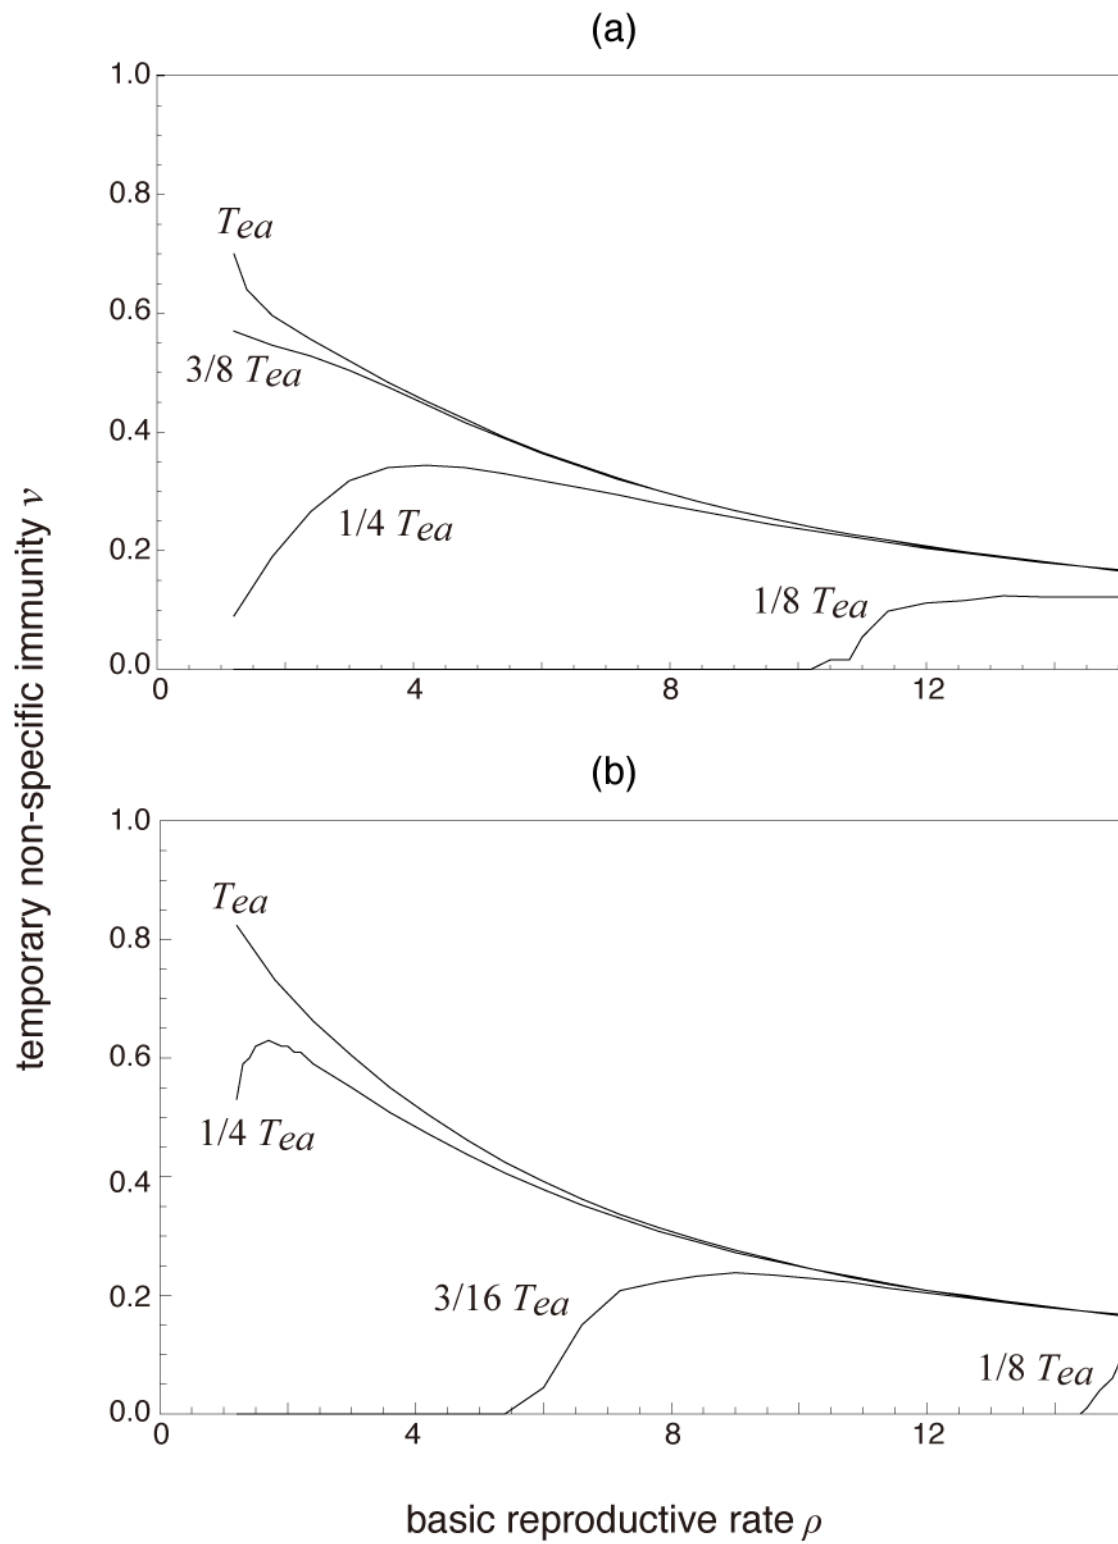 (a)
1.0
0.8
Tea
0.6
3/8 Tea
0.4
1/4 Tea
0.2
1/8 Tea
0.0
0 4 8 12
(b)
1.0
Tea
0.8
0.6
1/4 Tea
0.4
3/16 Tea
0.2
1/8 Tea
0.0
0 4 8 12
temporary non-specific immunity ν
basic reproductive rate ρ